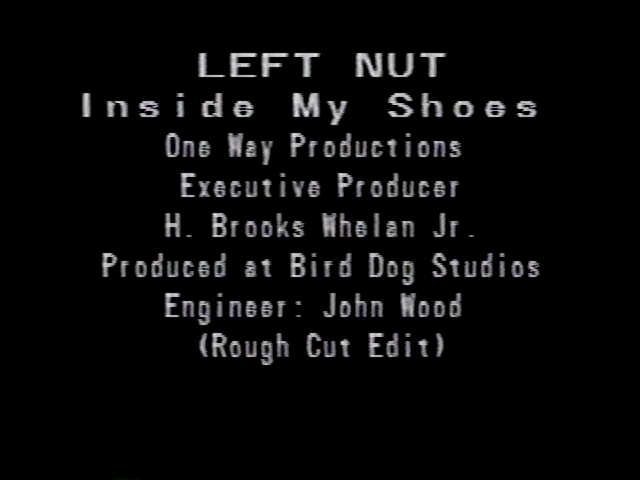 LEFT NUT
Inside My Shoes
One Way Productions
Executive Producer
H. Brooks Whelan Jr.
Produced at Bird Dog Studios
Engineer: John Wood
(Rough Cut Edit)